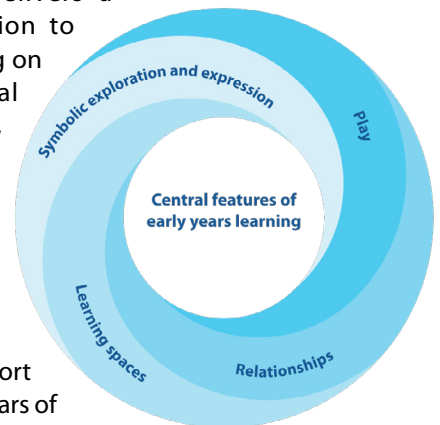 ion to
g on
al
Symbolic exploration and expression
Play
Central features of
early years learning
Learning spaces
Relationships
ort
ars of